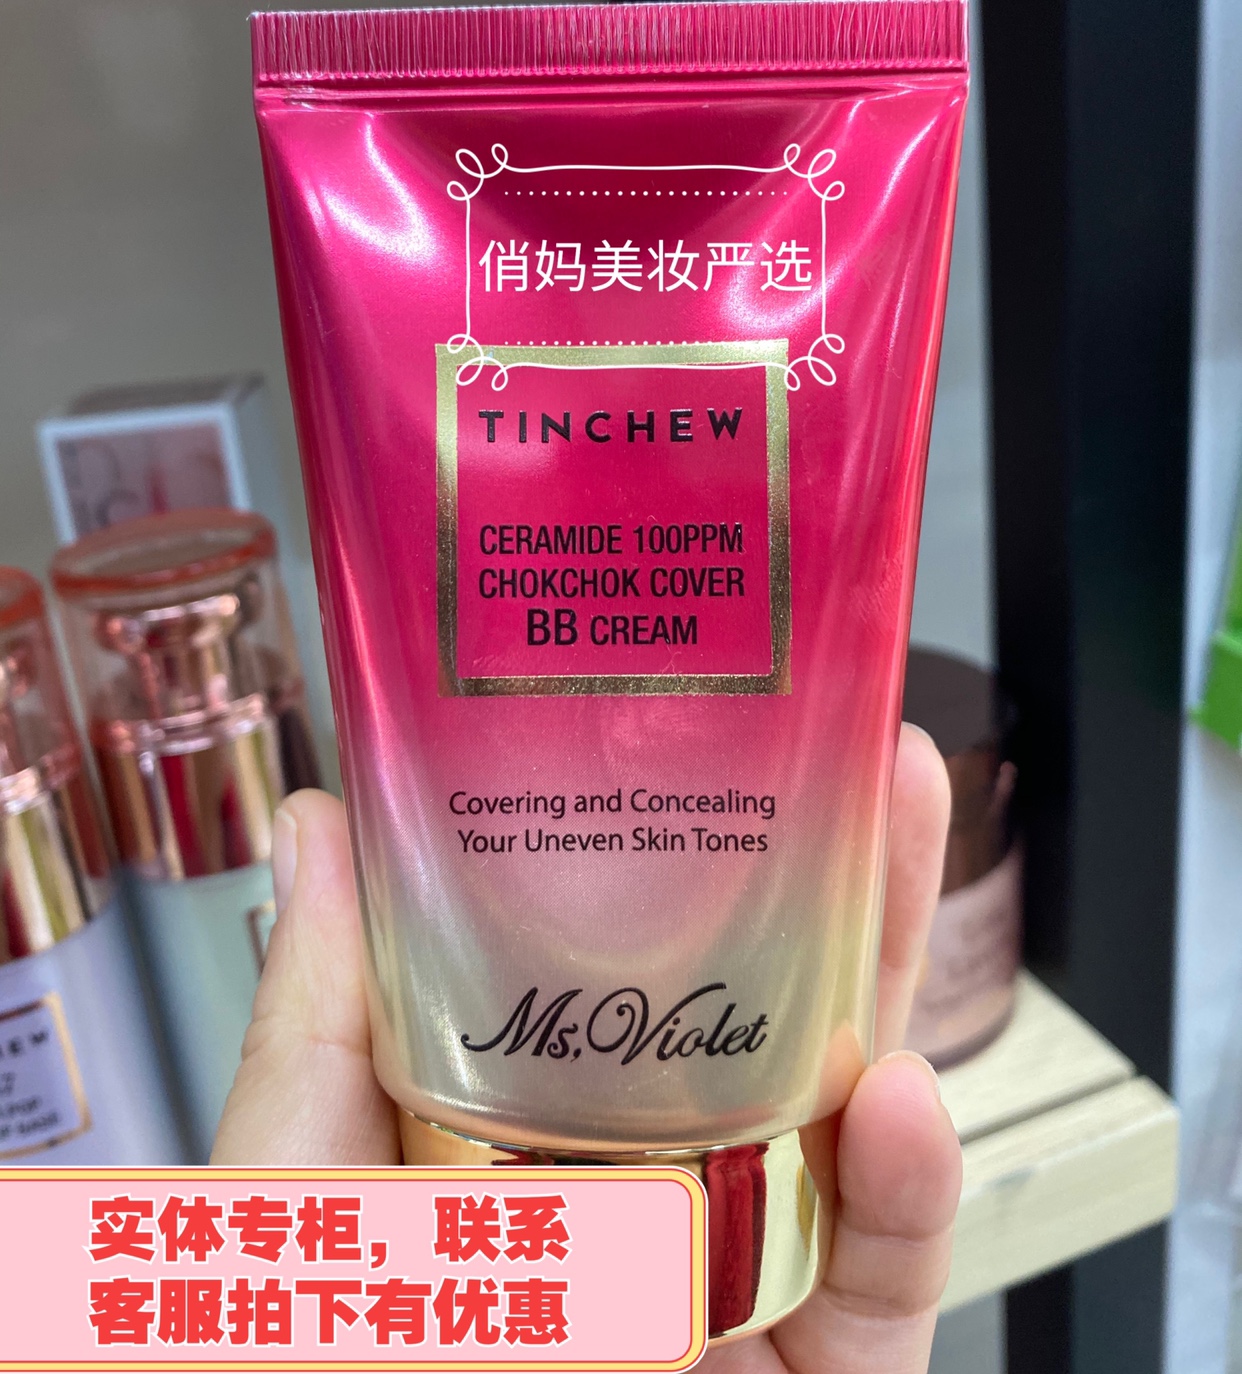 俏妈美妆严选
TINCHEW
CERAMIDE 100PPM
CHOKCHOK COVER
BB CREAM
Covering and Concealing
Your Uneven Skin Tones
Ms,Violet
实体专柜，联系
客服拍下有优惠